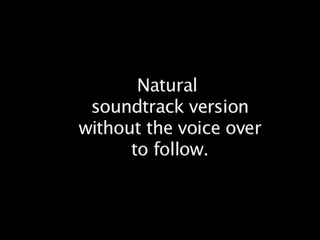 Natural
soundtrack version
without the voice over
to follow.